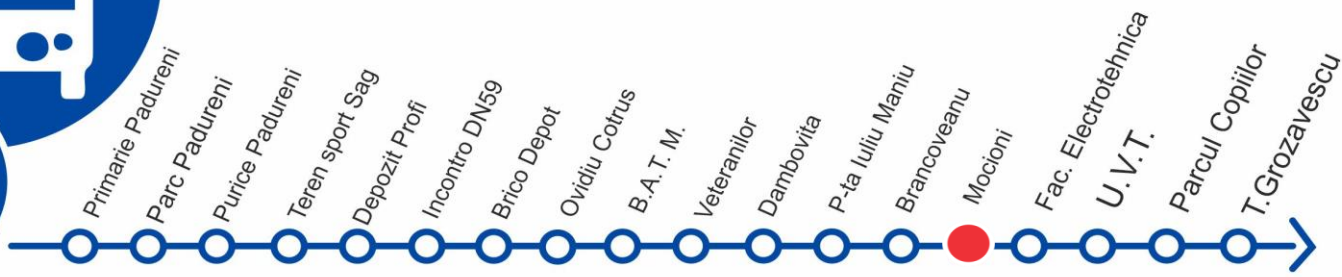 Primarie Padureni
Parc Padureni
Purice Padureni
Teren sport Sag
Depozit Profi
Incontro DN59
Brico Depot
Ovidiu Cotrus
B.A.T. M.
Veteranilor
Dambovita
P-ta Iuliu Maniu
Brancoveanu
Mocioni
Fac. Electrotehnica
U.V.T.
Parcul Copiilor
T.Grozavescu